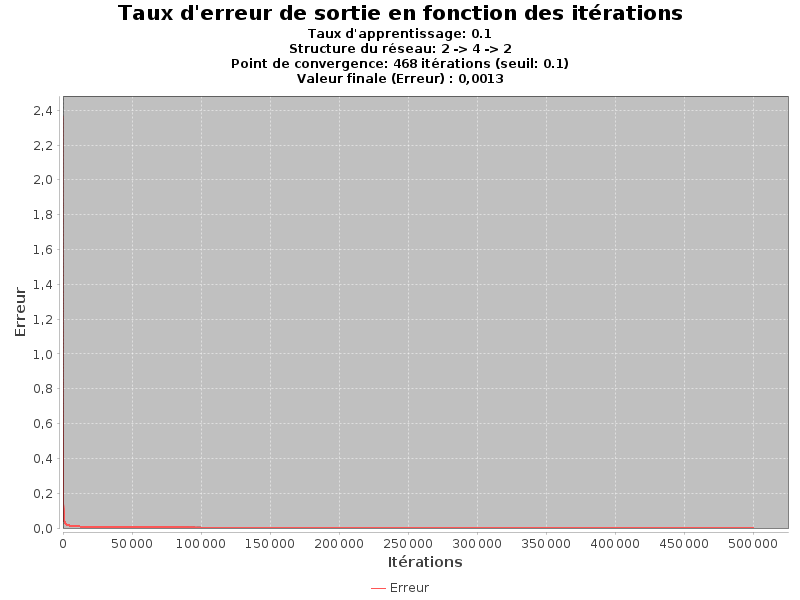 Taux d'erreur de sortie en fonction des itérations
Taux d'apprentissage: 0.1
Structure du réseau: 2 -> 4 -> 2
Point de convergence: 468 itérations (seuil: 0.1)
Valeur finale (Erreur) : 0,0013
2,4
2,2
2,0
1,8
1,6
1,4
1,2
1,0
0,8
0,6
0,4
0,2
0,0
Erreur
0 50 000 100 000 150 000 200 000 250 000 300 000 350 000 400 000 450 000 500 000
Itérations
Erreur